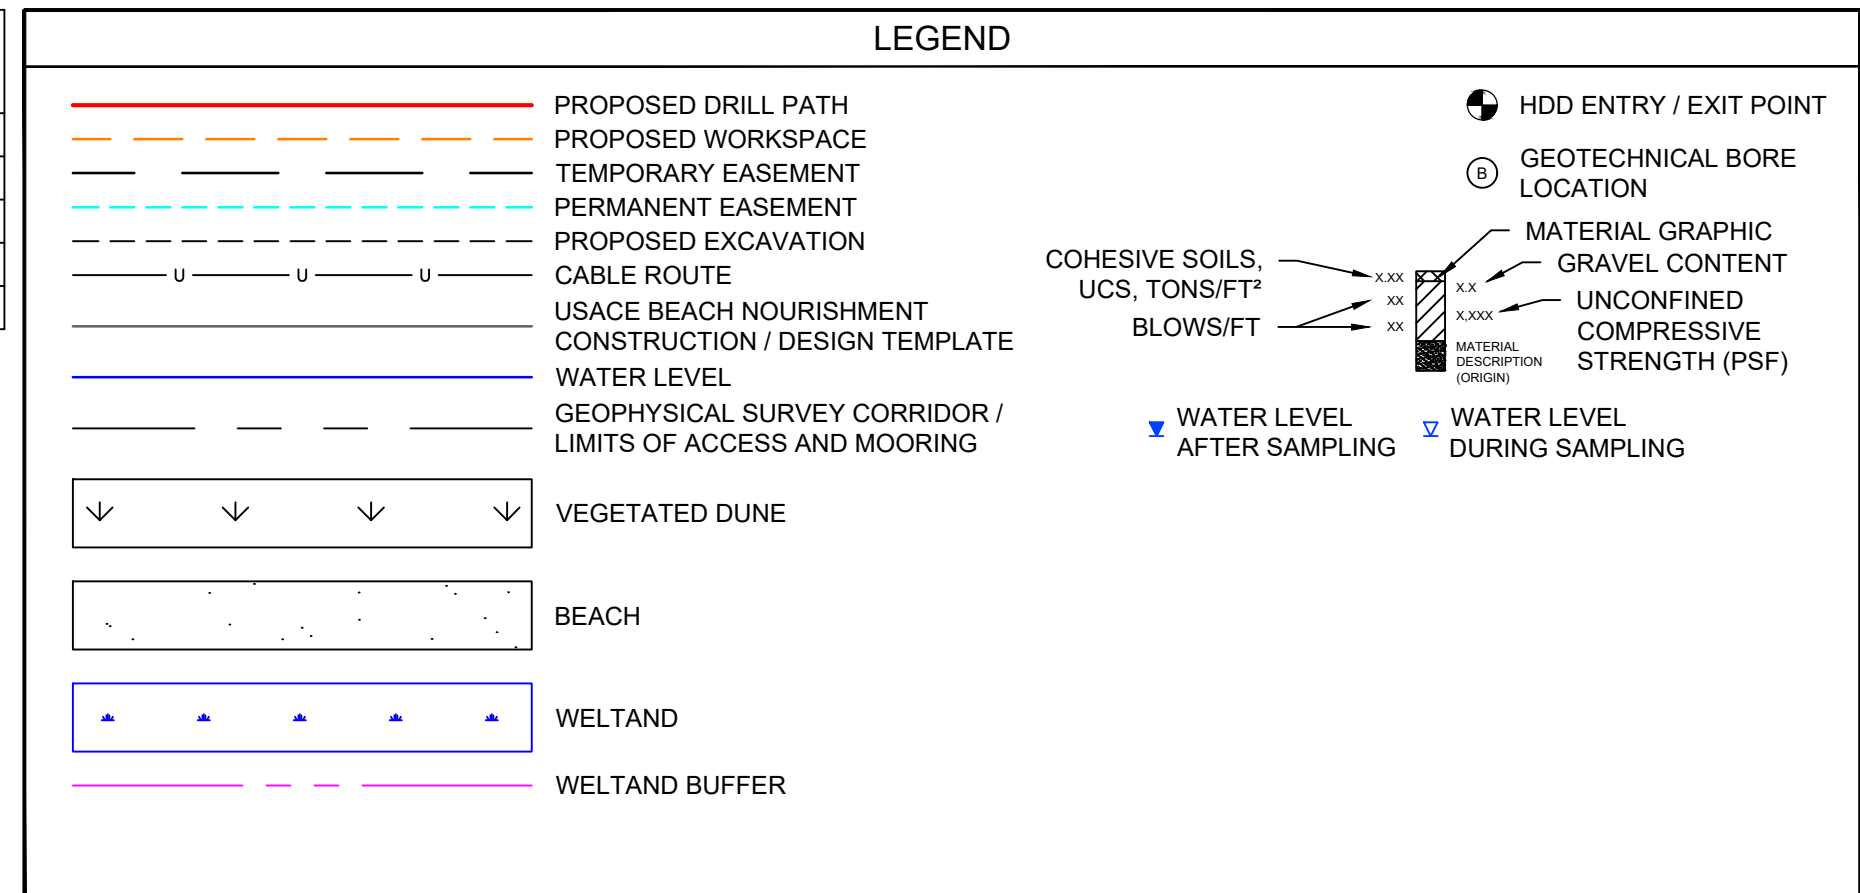 LEGEND
PROPOSED DRILL PATH
PROPOSED WORKSPACE
TEMPORARY EASEMENT
PERMANENT EASEMENT
PROPOSED EXCAVATION
U U U
CABLE ROUTE
USACE BEACH NOURISHMENT
CONSTRUCTION / DESIGN TEMPLATE
WATER LEVEL
GEOPHYSICAL SURVEY CORRIDOR /
LIMITS OF ACCESS AND MOORING
VEGETATED DUNE
BEACH
WELTAND
WELTAND BUFFER
HDD ENTRY / EXIT POINT
B
GEOTECHNICAL BORE
LOCATION
COHESIVE SOILS,
UCS, TONS/FT²
BLOWS/FT
X.XX
XX
XX
MATERIAL GRAPHIC
GRAVEL CONTENT
X.X
X,XXX
UNCONFINED
COMPRESSIVE
STRENGTH (PSF)
MATERIAL
DESCRIPTION
(ORIGIN)
WATER LEVEL
AFTER SAMPLING
WATER LEVEL
DURING SAMPLING